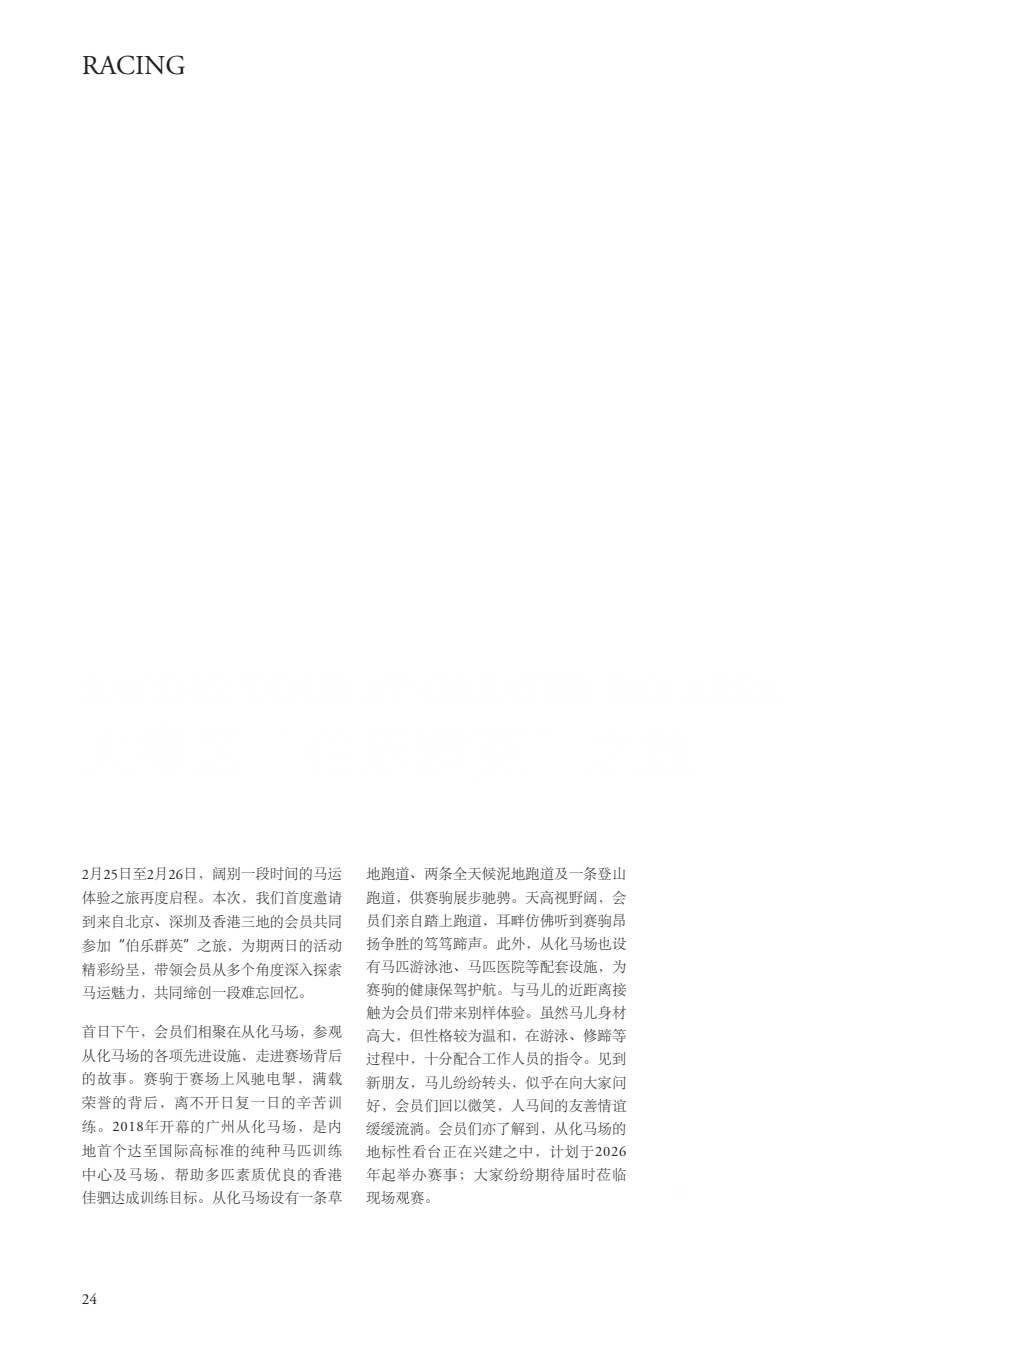 RACING
2月25日至2月26日，阔别一段时间的马运
体验之旅再度启程。本次，我们首度邀请
到来自北京、深圳及香港三地的会员共同
参加“伯乐群英”之旅，为期两日的活动
精彩纷呈，带领会员从多个角度深入探索
马运魅力，共同缔创一段难忘回忆。
首日下午，会员们相聚在从化马场，参观
从化马场的各项先进设施，走进赛场背后
的故事。赛驹于赛场上风驰电掣，满载
荣誉的背后，离不开日复一日的辛苦训
练。2018年开幕的广州从化马场，是内
地首个达至国际高标准的纯种马匹训练
中心及马场，帮助多匹素质优良的香港
佳驷达成训练目标。从化马场设有一条草
地跑道、两条全天候泥地跑道及一条登山
跑道，供赛驹展步驰骋。天高视野阔，会
员们亲自踏上跑道，耳畔仿佛听到赛驹昂
扬争胜的笃笃蹄声。此外，从化马场也设
有马匹游泳池、马匹医院等配套设施，为
赛驹的健康保驾护航。与马儿的近距离接
触为会员们带来别样体验。虽然马儿身材
高大，但性格较为温和，在游泳、修蹄等
过程中，十分配合工作人员的指令。见到
新朋友，马儿纷纷转头，似乎在向大家问
好，会员们回以微笑，人马间的友善情谊
缓缓流淌。会员们亦了解到，从化马场的
地标性看台正在兴建之中，计划于2026
年起举办赛事；大家纷纷期待届时莅临
现场观赛。
24